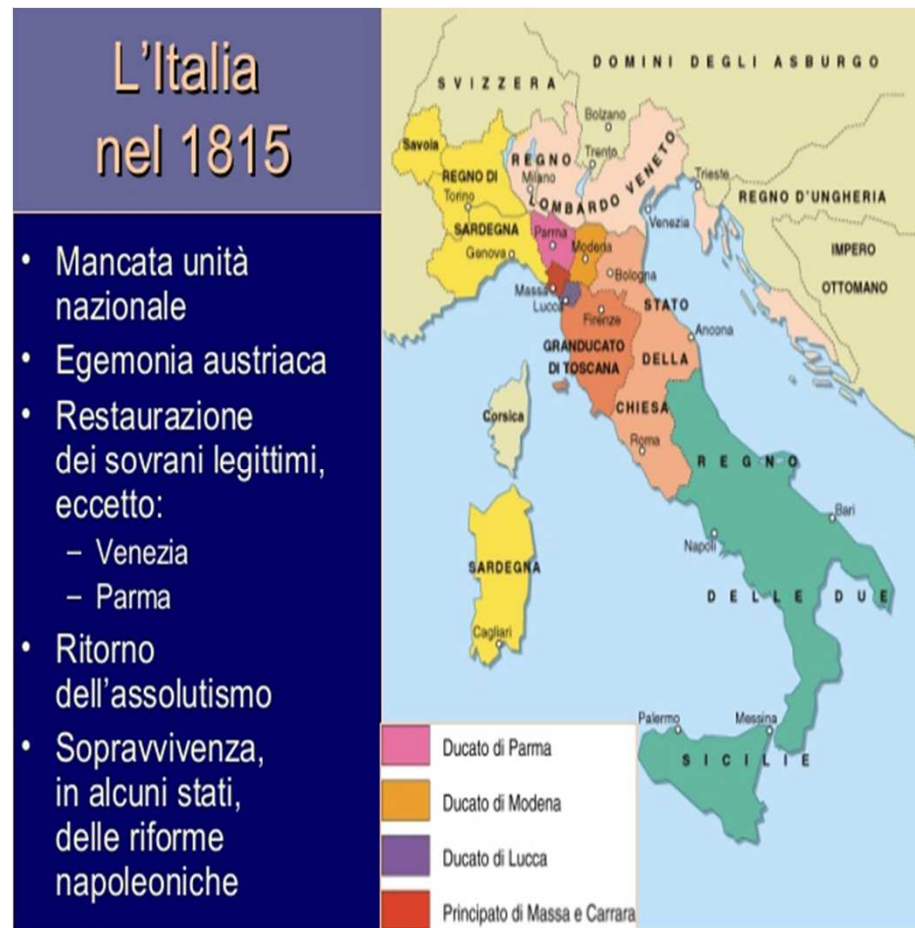 L'Italia
nel 1815
• Mancata unità
nazionale
• Egemonia austriaca
• Restaurazione
dei sovrani legittimi,
eccetto:
– Venezia
– Parma
• Ritorno
dell'assolutismo
• Sopravvivenza,
in alcuni stati,
delle riforme
napoleoniche
DOMINI DEGLI ASBURGO
SVIZZERA
Bolzano
Savoia
REGNO
Trento
Milano
LOMBARDO VENETO
Trieste
REGNO DI
Torino
SARDEGNA
REGNO D'UNGHERIA
Venezia
Parma
Modena
Genova
IMPERO
OTTOMANO
Bologna
Massa
Lucca
STATO
Firenze
Ancona
GRANDUCATO
DI TOSCANA
DELLA
CHIESA
Corsica
Roma
REGNO
Bari
Napoli
SARDEGNA
DELLE DUE
Cagliari
Palermo
Messina
SICILIE
Ducato di Parma
Ducato di Modena
Ducato di Lucca
Principato di Massa e Carrara